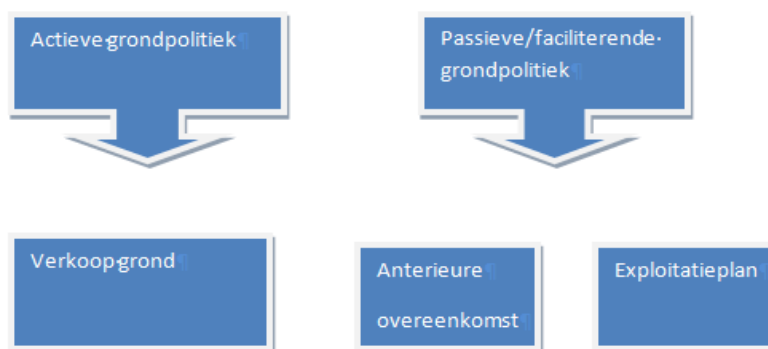 Actieve grondpolitiek
Passieve/faciliterende
grondpolitiek
Verkoop grond
Anterieure
overeenkomst
Exploitatieplan